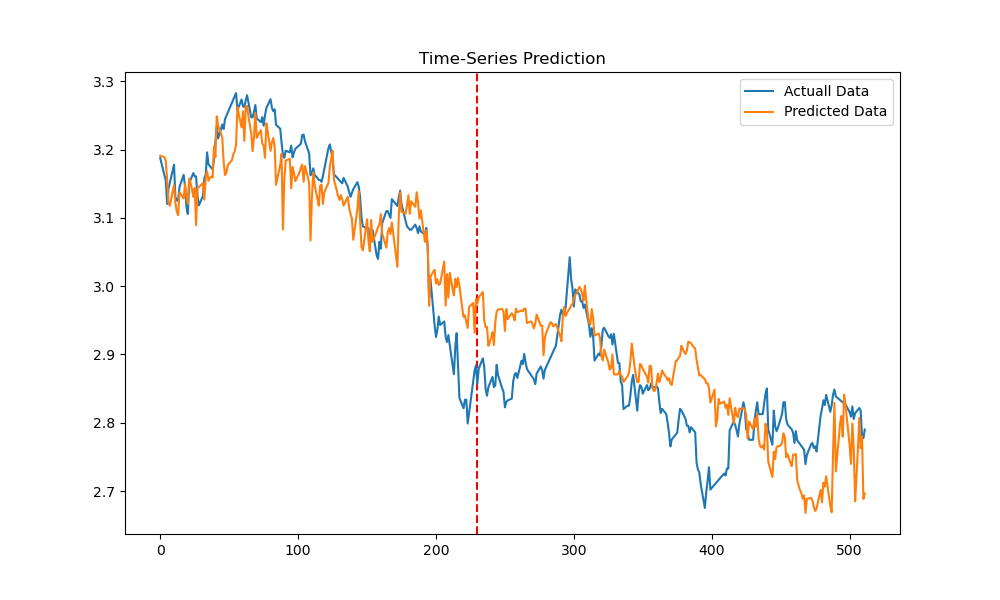 Time-Series Prediction
Actuall Data
Predicted Data
3.3
3.2
3.1
3.0
2.9
2.8
2.7
0 100 200 300 400 500